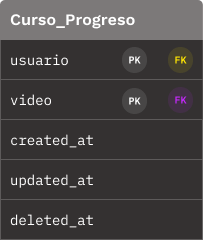 Curso_Progreso
usuario PK FK
video PK FK
created_at
updated_at
deleted_at